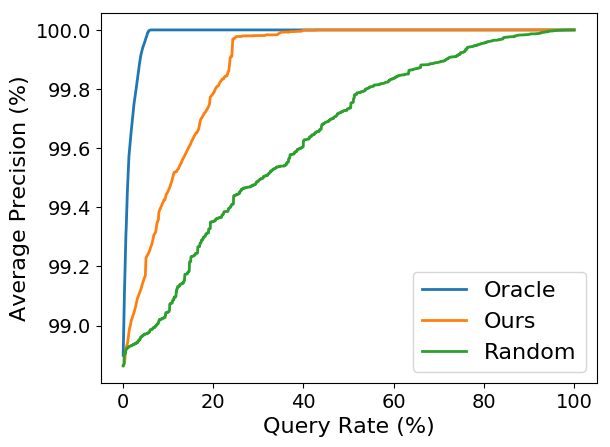 100.0
99.8
99.6
99.4
99.2
99.0
Average Precision (%)
Oracle
Ours
Random
0 20 40 60 80 100
Query Rate (%)